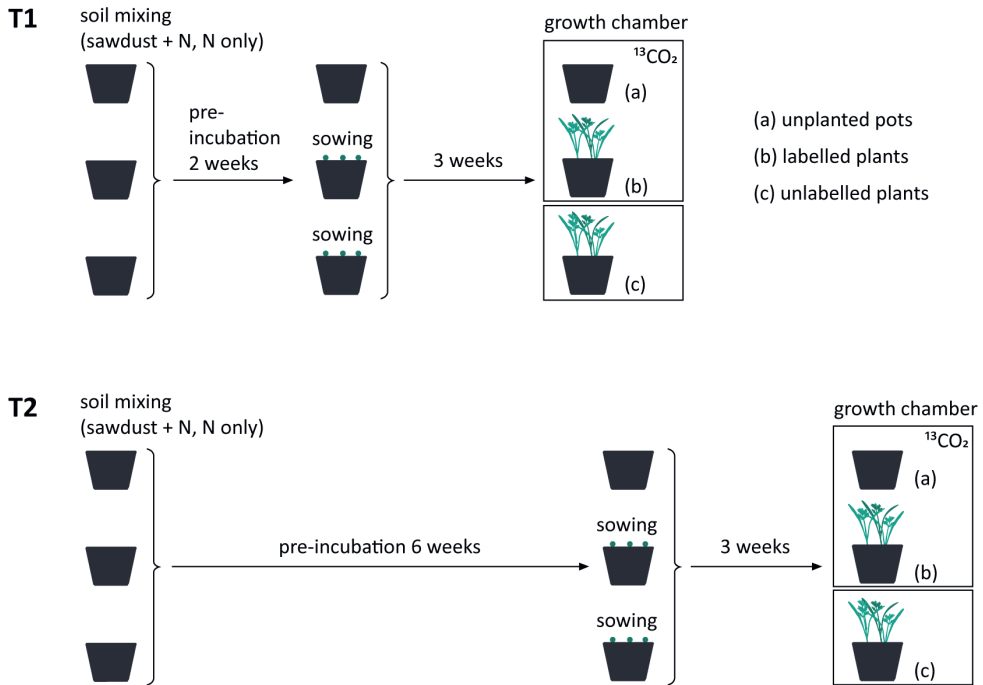 T1
soil mixing
(sawdust + N, N only)
pre-
incubation
2 weeks
sowing
sowing
3 weeks
growth chamber
¹³CO₂
(a)
(b)
(c)
(a) unplanted pots
(b) labelled plants
(c) unlabelled plants
T2
soil mixing
(sawdust + N, N only)
pre-incubation 6 weeks
sowing
sowing
3 weeks
growth chamber
¹³CO₂
(a)
(b)
(c)